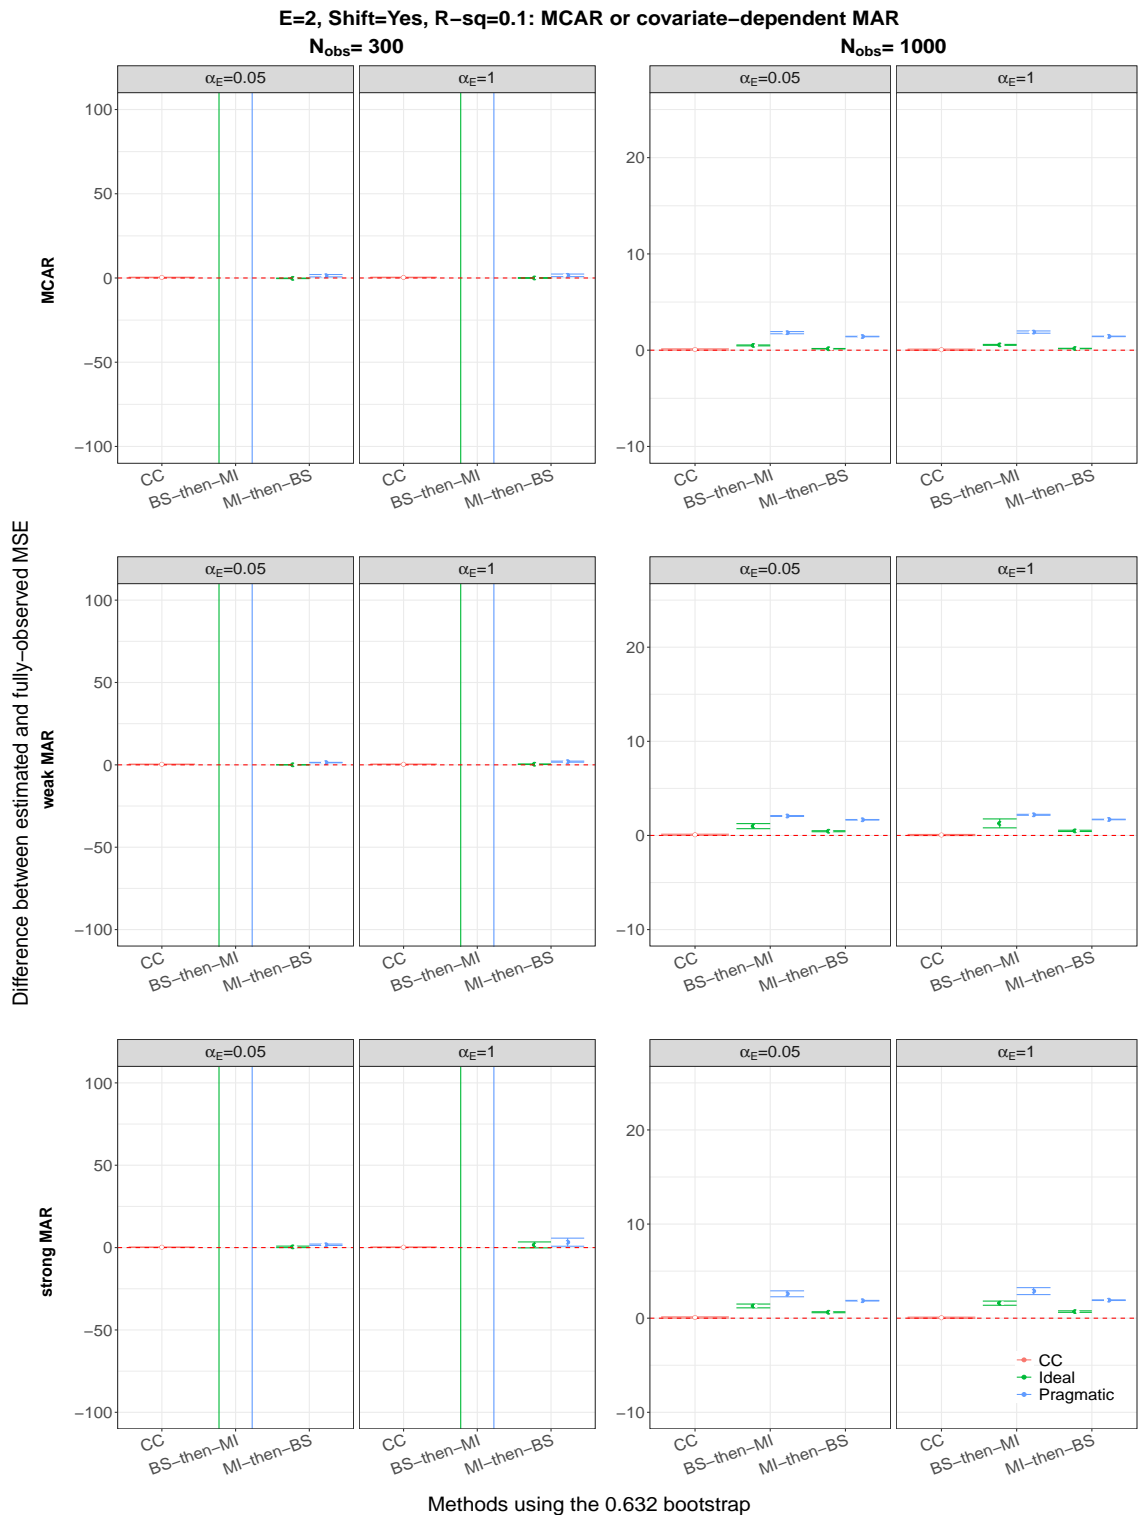 E=2, Shift=Yes, R−sq=0.1: MCAR or covariate−dependent MAR
Nobs= 300
Nobs= 1000
Difference between estimated and fully−observed MSE
MCAR
αE=0.05
αE=1
100
50
0
−50
−100
CC
BS−then−MI
MI−then−BS
CC
BS−then−MI
MI−then−BS
αE=0.05
αE=1
20
10
0
−10
CC
BS−then−MI
MI−then−BS
CC
BS−then−MI
MI−then−BS
weak MAR
αE=0.05
αE=1
100
50
0
−50
−100
CC
BS−then−MI
MI−then−BS
CC
BS−then−MI
MI−then−BS
αE=0.05
αE=1
20
10
0
−10
CC
BS−then−MI
MI−then−BS
CC
BS−then−MI
MI−then−BS
strong MAR
αE=0.05
αE=1
100
50
0
−50
−100
CC
BS−then−MI
MI−then−BS
CC
BS−then−MI
MI−then−BS
αE=0.05
αE=1
20
10
0
−10
CC
Ideal
Pragmatic
CC
BS−then−MI
MI−then−BS
CC
BS−then−MI
MI−then−BS
Methods using the 0.632 bootstrap